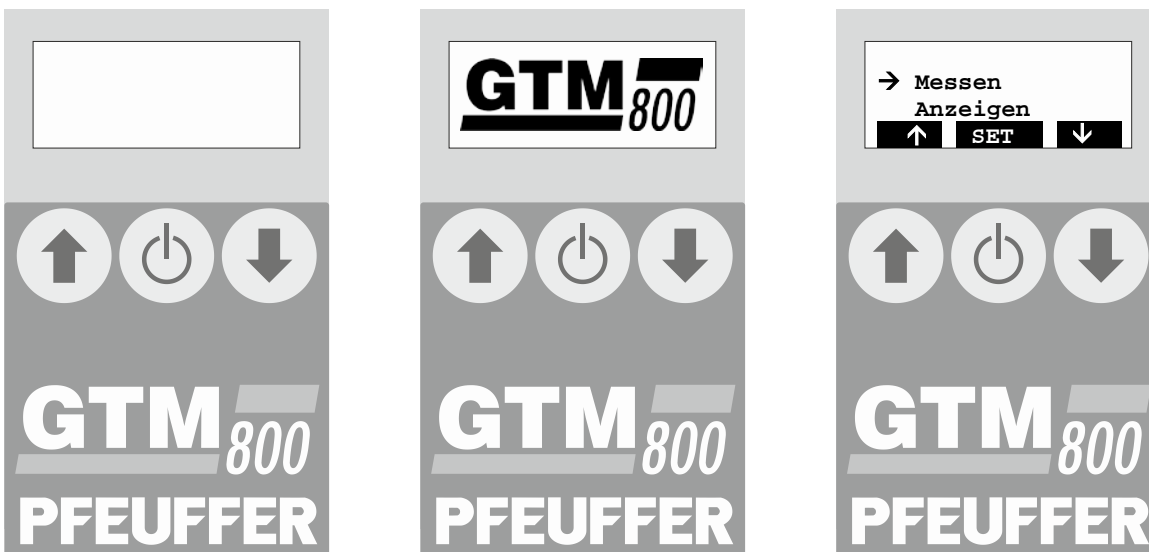 GTM 800
PFEUFFER
GTM 800
GTM 800
PFEUFFER
→ Messen
Anzeigen
↑ SET ↓
GTM 800
PFEUFFER